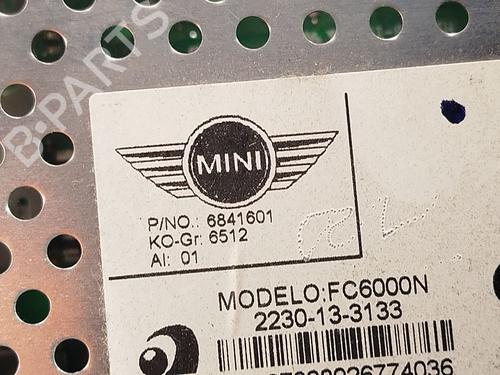 B-PARTS
MINI
P/NO.: 6841601
KO-Gr: 6512
AI: 01
MODELO:FC6000N
2230-13-3133